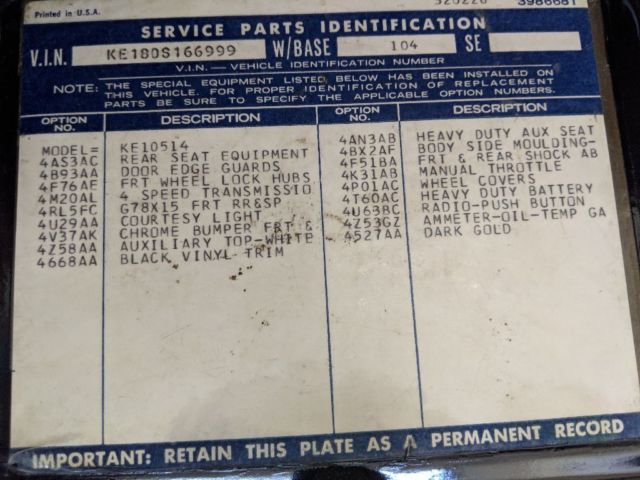 Printed in U.S.A.
3986681
SERVICE PARTS IDENTIFICATION
V.I.N. KE180S166999 W/BASE 104 SE
V.I.N. — VEHICLE IDENTIFICATION NUMBER
NOTE: THE SPECIAL EQUIPMENT LISTED BELOW HAS BEEN INSTALLED ON
THIS VEHICLE. FOR PROPER IDENTIFICATION OF REPLACEMENT
PARTS BE SURE TO SPECIFY THE APPLICABLE OPTION NUMBERS.
OPTION NO. DESCRIPTION
MODEL= KE10514
4AS3AC REAR SEAT EQUIPMENT
4B93AA DOOR EDGE GUARDS
4F76AE FRT WHEEL LOCK HUBS
4M20AL 4 SPEED TRANSMISSIO
4RL5FC G78X15 FRT RR&SP
4U29AA COURTESY LIGHT
4V37AK CHROME BUMPER FRT &
4Z58AA AUXILIARY TOP-WHITE
4668AA BLACK VINYL TRIM
OPTION NO. DESCRIPTION
4AN3AB HEAVY DUTY AUX SEAT
4BX2AF BODY SIDE MOULDING-
4F51BA FRT & REAR SHOCK AB
4K31AB MANUAL THROTTLE
4P01AC WHEEL COVERS
4T60AC HEAVY DUTY BATTERY
4U63BC RADIO-PUSH BUTTON
4Z53GZ AMMETER-OIL-TEMP GA
4527AA DARK GOLD
IMPORTANT: RETAIN THIS PLATE AS A PERMANENT RECORD